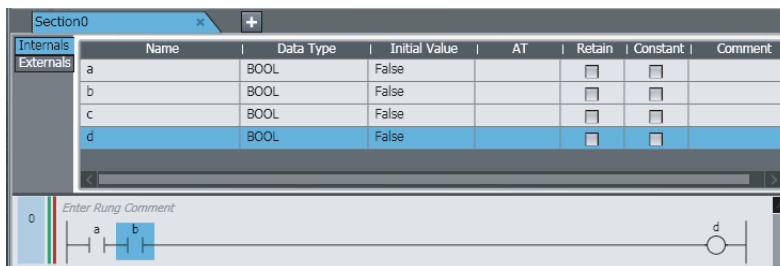 Section0 × +
Internals Name Data Type Initial Value AT Retain Constant Comment
Externals
a BOOL False
b BOOL False
c BOOL False
d BOOL False
0 Enter Rung Comment
a b d